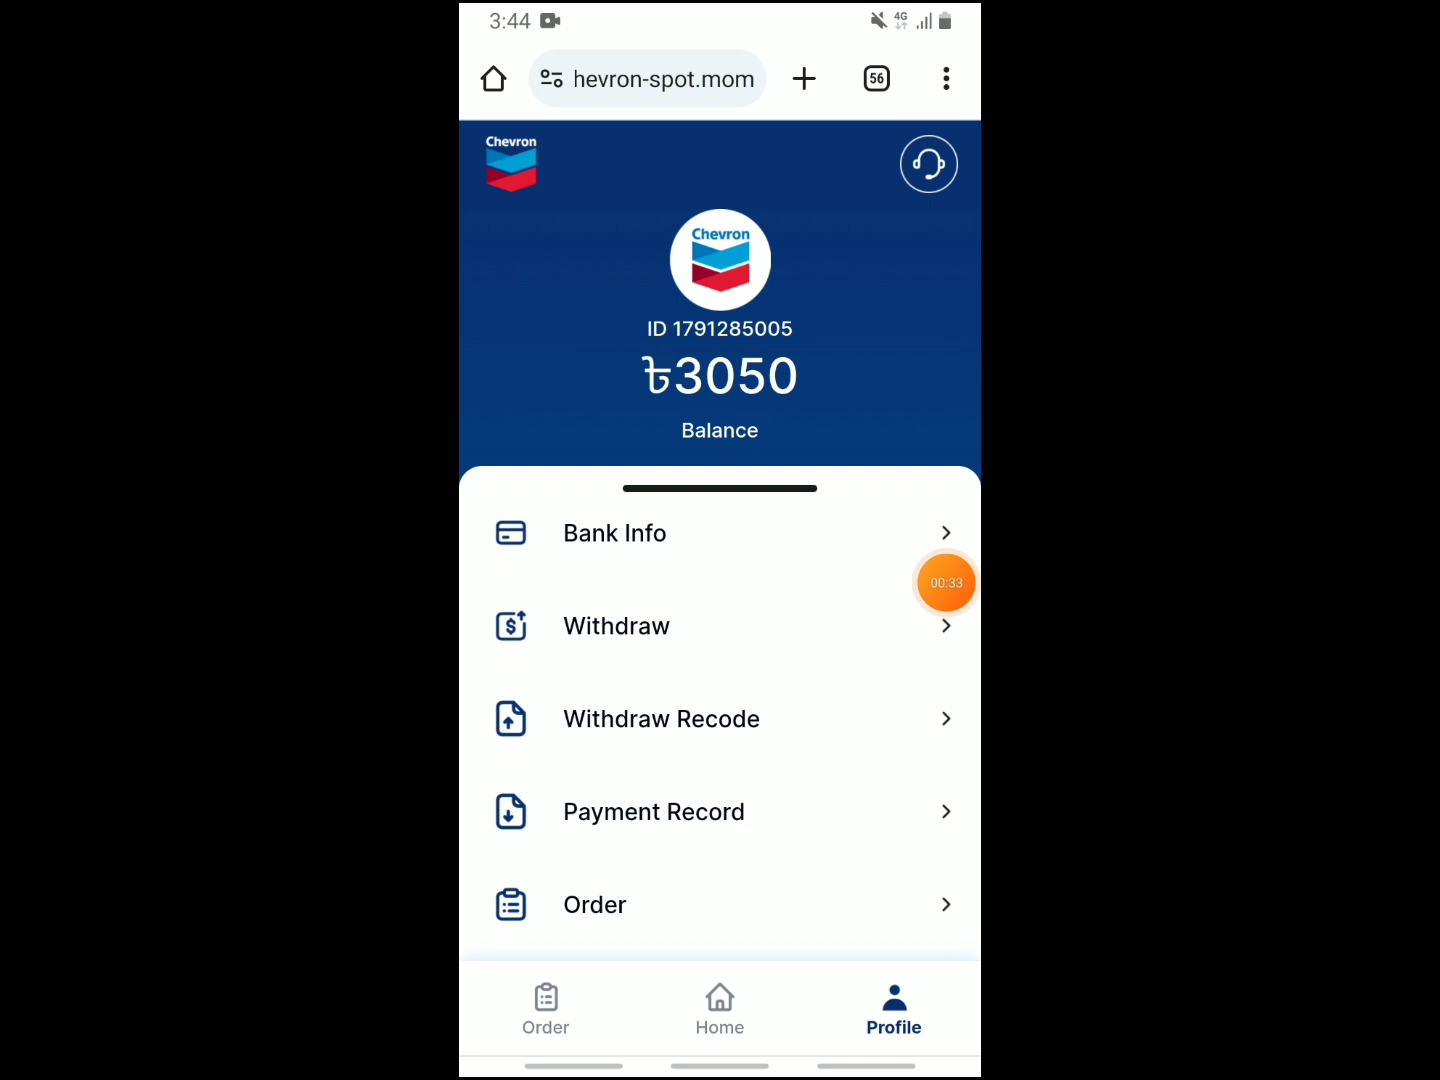 3:44
4G
hevron-spot.mom
56
Chevron
Chevron
ID 1791285005
৳3050
Balance
Bank Info
00:33
Withdraw
Withdraw Recode
Payment Record
Order
Order
Home
Profile